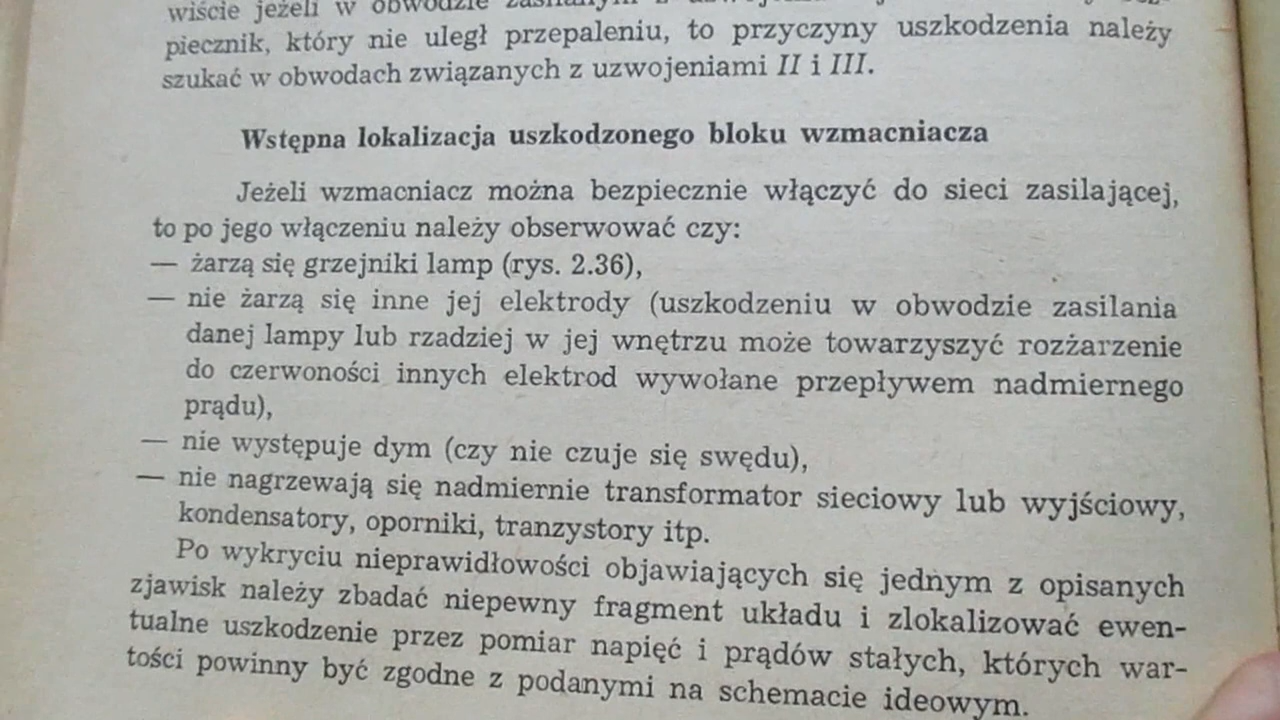 wiście jeżeli w obwodzie zasilanym z
piecznik, który nie uległ przepaleniu, to przyczyny uszkodzenia należy
szukać w obwodach związanych z uzwojeniami II i III.
Wstępna lokalizacja uszkodzonego bloku wzmacniacza
Jeżeli wzmacniacz można bezpiecznie włączyć do sieci zasilającej,
to po jego włączeniu należy obserwować czy:
— żarzą się grzejniki lamp (rys. 2.36),
— nie żarzą się inne jej elektrody (uszkodzeniu w obwodzie zasilania
danej lampy lub rzadziej w jej wnętrzu może towarzyszyć rozżarzenie
do czerwoności innych elektrod wywołane przepływem nadmiernego
prądu),
— nie występuje dym (czy nie czuje się swędu),
— nie nagrzewają się nadmiernie transformator sieciowy lub wyjściowy,
kondensatory, oporniki, tranzystory itp.
Po wykryciu nieprawidłowości objawiających się jednym z opisanych
zjawisk należy zbadać niepewny fragment układu i zlokalizować ewen-
tualne uszkodzenie przez pomiar napięć i prądów stałych, których war-
tości powinny być zgodne z podanymi na schemacie ideowym.